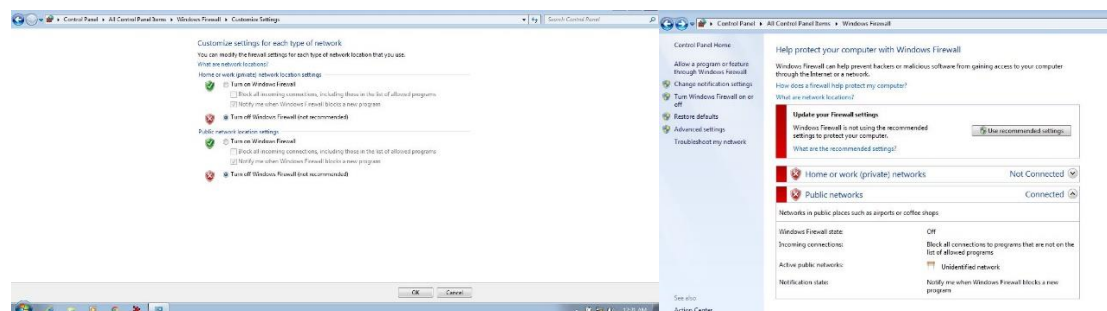 Control Panel ▸ All Control Panel Items ▸ Windows Firewall ▸ Customize Settings
Search Control Panel
Customize settings for each type of network
You can modify the firewall settings for each type of network location that you use.
What are network locations?
Home or work (private) network location settings
Turn on Windows Firewall
Block all incoming connections, including those in the list of allowed programs
Notify me when Windows Firewall blocks a new program
Turn off Windows Firewall (not recommended)
Public network location settings
Turn on Windows Firewall
Block all incoming connections, including those in the list of allowed programs
Notify me when Windows Firewall blocks a new program
Turn off Windows Firewall (not recommended)
OK Cancel
Control Panel ▸ All Control Panel Items ▸ Windows Firewall
Control Panel Home
Allow a program or feature
through Windows Firewall
Change notification settings
Turn Windows Firewall on or
off
Restore defaults
Advanced settings
Troubleshoot my network
See also
Action Center
Help protect your computer with Windows Firewall
Windows Firewall can help prevent hackers or malicious software from gaining access to your computer
through the Internet or a network.
How does a firewall help protect my computer?
What are network locations?
Update your Firewall settings
Windows Firewall is not using the recommended
settings to protect your computer.
What are the recommended settings?
Use recommended settings
Home or work (private) networks Not Connected
Public networks Connected
Networks in public places such as airports or coffee shops
Windows Firewall state: Off
Incoming connections: Block all connections to programs that are not on the
list of allowed programs
Active public networks: Unidentified network
Notification state: Notify me when Windows Firewall blocks a new
program